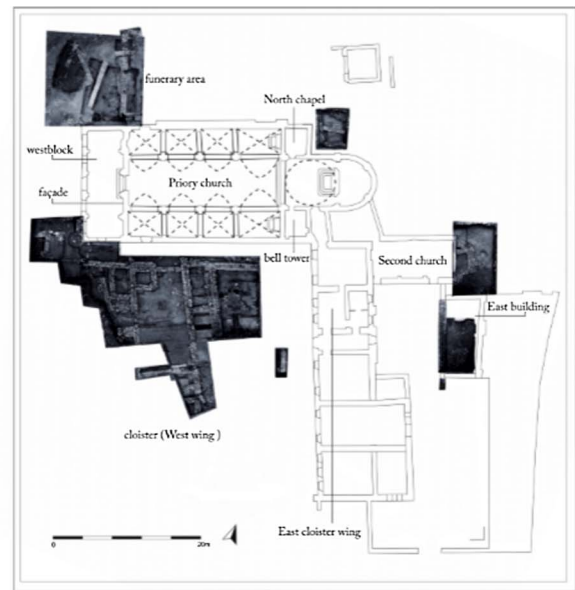 funerary area
North chapel
westblock
Priory church
façade
bell tower
Second church
East building
cloister (West wing )
East cloister wing
0
20m